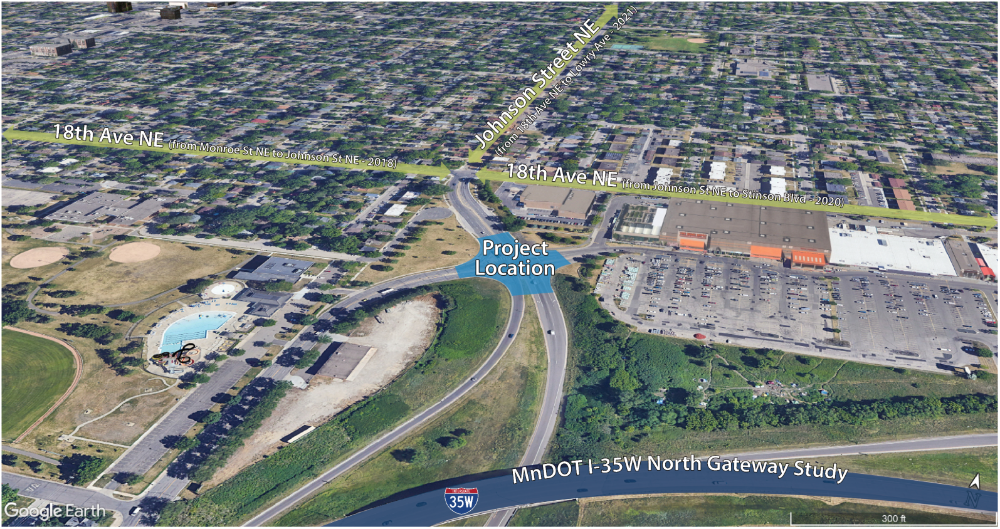 Johnson Street NE
(from 18th Ave NE to Lowry Ave - 2021)
18th Ave NE (from Monroe St NE to Johnson St NE - 2018)
18th Ave NE (from Johnson St NE to Stinson Blvd - 2020)
Project
Location
MnDOT I-35W North Gateway Study
INTERSTATE
35W
N
Google Earth
300 ft